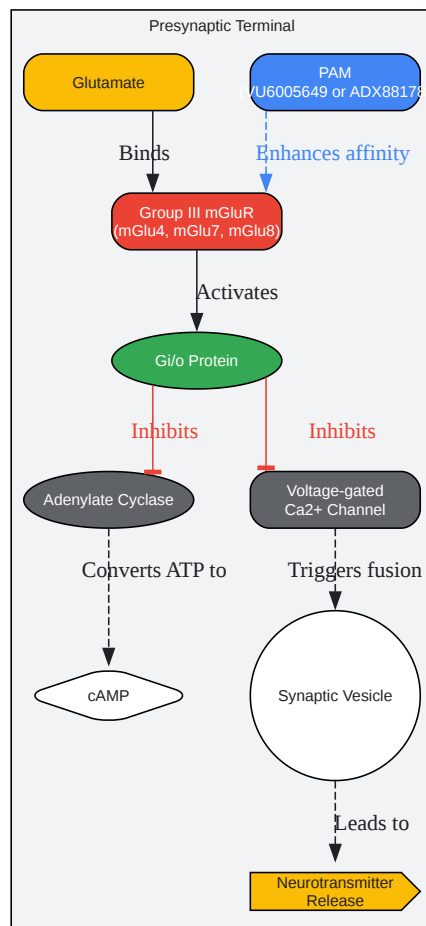 Presynaptic Terminal
Glutamate
PAM
(VU6005649 or ADX88178)
Binds
Enhances affinity
Group III mGluR
(mGlu4, mGlu7, mGlu8)
Activates
Gi/o Protein
Inhibits
Inhibits
Adenylate Cyclase
Voltage-gated
Ca2+ Channel
Converts ATP to
Triggers fusion
cAMP
Synaptic Vesicle
Leads to
Neurotransmitter
Release